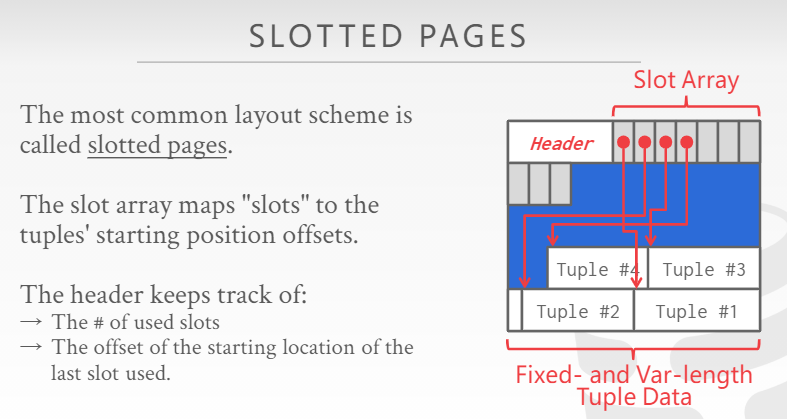 SLOTTED PAGES
The most common layout scheme is
called slotted pages.
The slot array maps "slots" to the
tuples' starting position offsets.
The header keeps track of:
→ The # of used slots
→ The offset of the starting location of the
last slot used.
Slot Array
Header
Tuple #4
Tuple #3
Tuple #2
Tuple #1
Fixed- and Var-length
Tuple Data